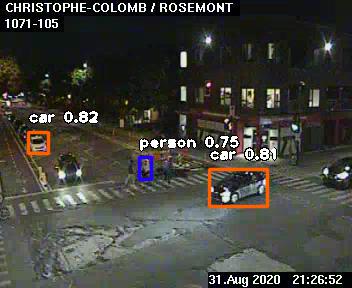 CHRISTOPHE-COLOMB / ROSEMONT
1071-105
car 0.82
person 0.75
car 0.81
31.Aug 2020 21:26:52